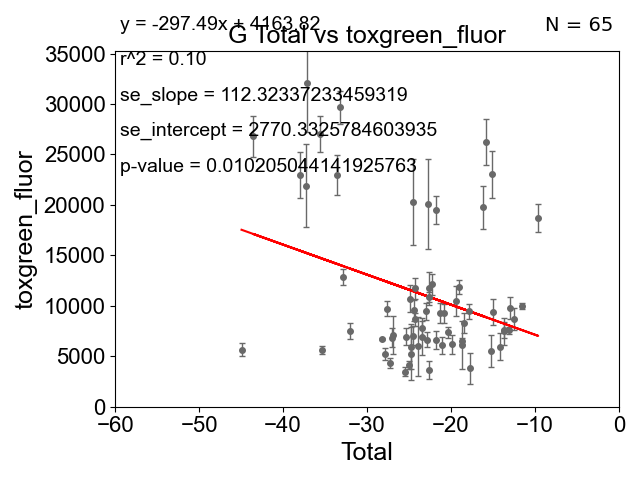 y = -297.49x + 4163.82
N = 65
G Total vs toxgreen_fluor
r^2 = 0.10
se_slope = 112.32337233459319
se_intercept = 2770.3325784603935
p-value = 0.010205044141925763
35000
30000
25000
20000
15000
10000
5000
0
toxgreen_fluor
−60 −50 −40 −30 −20 −10 0
Total